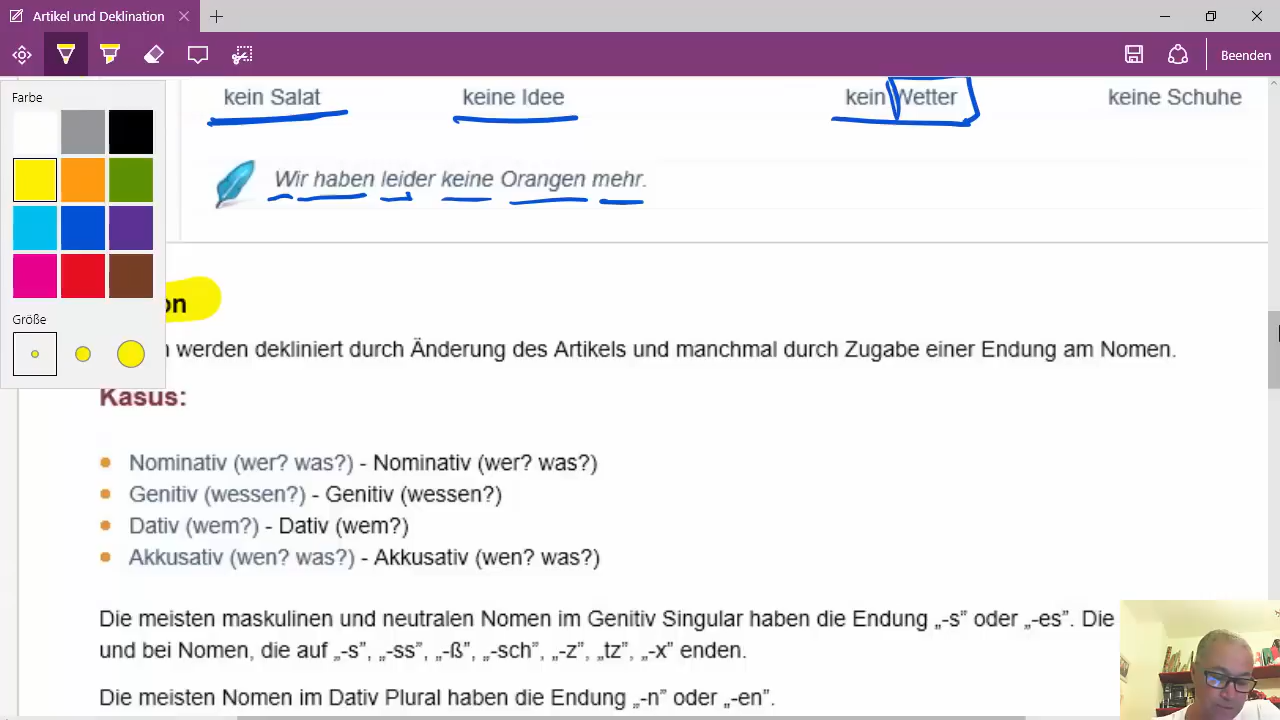 Artikel und Deklination
Beenden
Farbe
kein Salat keine Idee kein Wetter keine Schuhe
Wir haben leider keine Orangen mehr.
Größe
on
werden dekliniert durch Änderung des Artikels und manchmal durch Zugabe einer Endung am Nomen.
Kasus:
Nominativ (wer? was?) - Nominativ (wer? was?)
Genitiv (wessen?) - Genitiv (wessen?)
Dativ (wem?) - Dativ (wem?)
Akkusativ (wen? was?) - Akkusativ (wen? was?)
Die meisten maskulinen und neutralen Nomen im Genitiv Singular haben die Endung „-s” oder „-es”. Die
und bei Nomen, die auf „-s”, „-ss”, „-ß”, „-sch”, „-z”, „tz”, „-x” enden.
Die meisten Nomen im Dativ Plural haben die Endung „-n” oder „-en”.